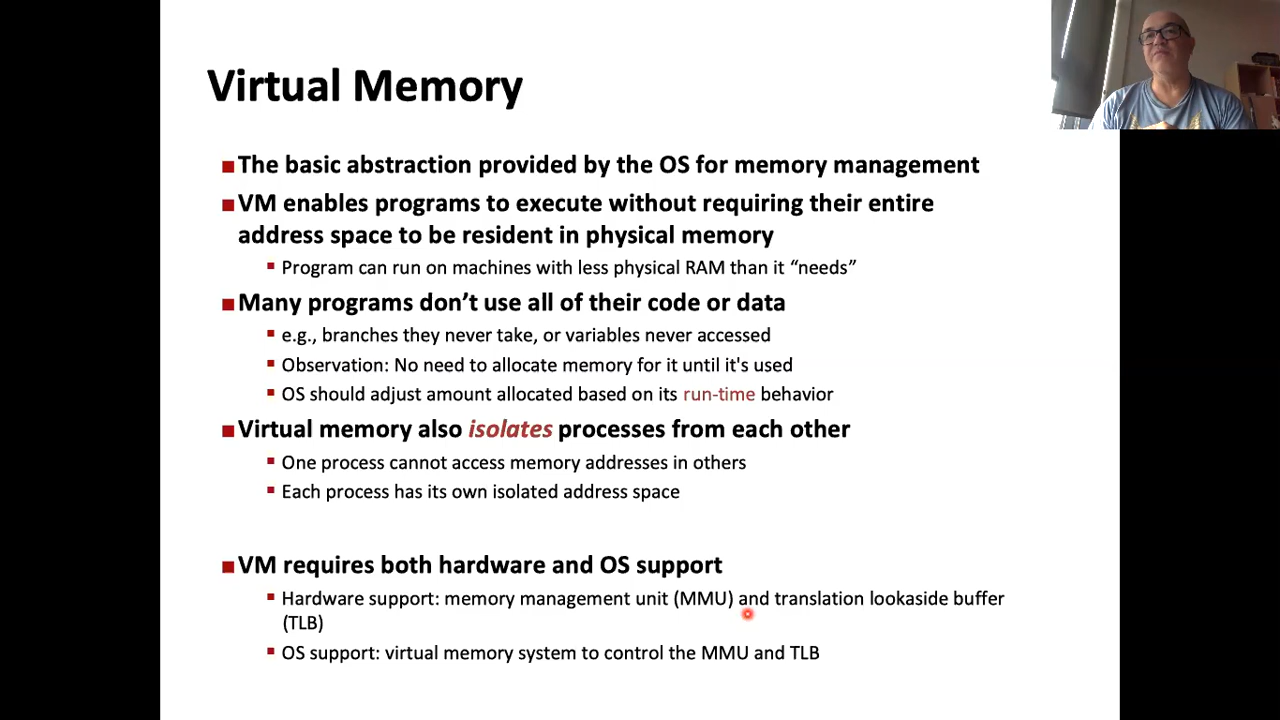 Virtual Memory
The basic abstraction provided by the OS for memory management
VM enables programs to execute without requiring their entire
address space to be resident in physical memory
Program can run on machines with less physical RAM than it “needs”
Many programs don’t use all of their code or data
e.g., branches they never take, or variables never accessed
Observation: No need to allocate memory for it until it's used
OS should adjust amount allocated based on its run-time behavior
Virtual memory also isolates processes from each other
One process cannot access memory addresses in others
Each process has its own isolated address space
VM requires both hardware and OS support
Hardware support: memory management unit (MMU) and translation lookaside buffer
(TLB)
OS support: virtual memory system to control the MMU and TLB